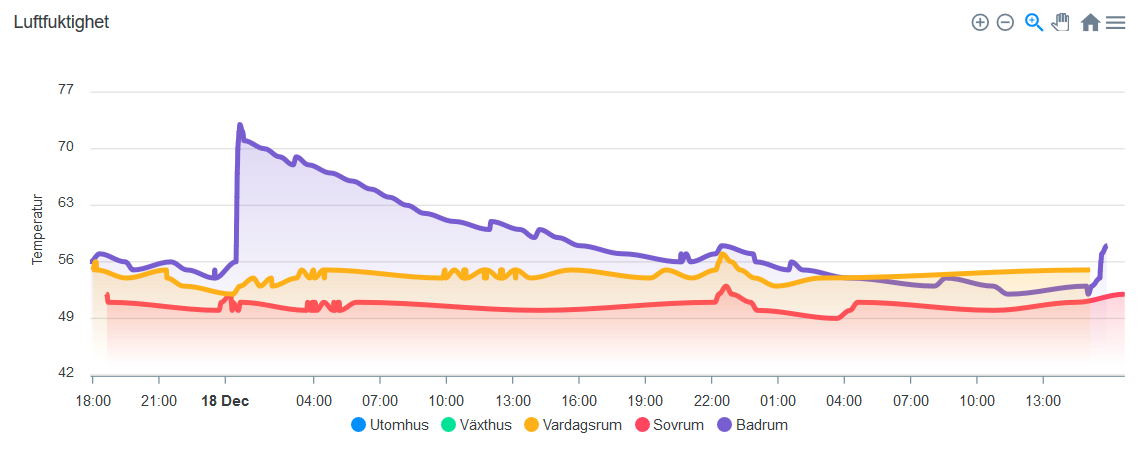 Luftfuktighet
77
70
63
56
49
42
Temperatur
18:00 21:00 18 Dec 04:00 07:00 10:00 13:00 16:00 19:00 22:00 01:00 04:00 07:00 10:00 13:00
Utomhus Växthus Vardagsrum Sovrum Badrum